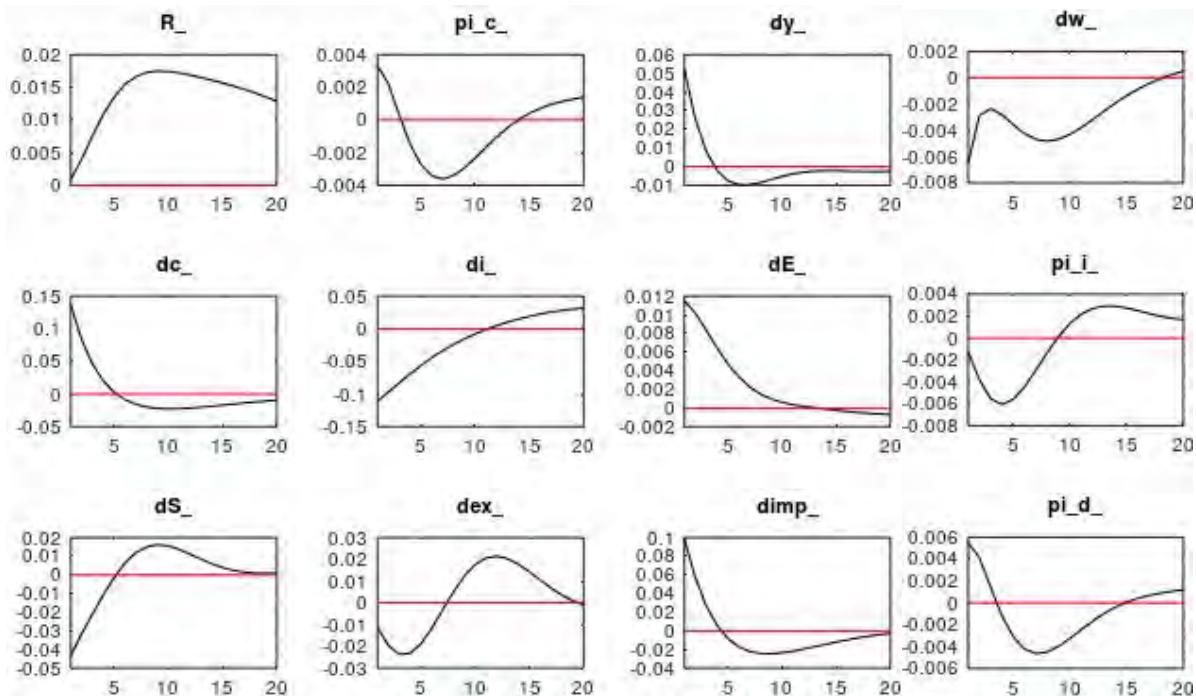 R_ pi_c_ dy_ dw_
0.02 0.004 0.06 0.002
0.015 0.002 0.05 0
0.01 0 0.04 -0.002
0.005 -0.002 0.03 -0.004
0 -0.004 0.02 -0.006
0.01 -0.008
0
-0.01
5 10 15 20 5 10 15 20 5 10 15 20 5 10 15 20
dc_ di_ dE_ pi_i_
0.15 0.05 0.012 0.004
0.1 0 0.01 0.002
0.05 -0.05 0.008 0
0 -0.1 0.006 -0.002
-0.05 -0.15 0.004 -0.004
0.002 -0.006
0 -0.008
-0.002
5 10 15 20 5 10 15 20 5 10 15 20 5 10 15 20
dS_ dex_ dimp_ pi_d_
0.02 0.03 0.1 0.006
0.01 0.02 0.08 0.004
0 0.01 0.06 0.002
-0.01 0 0.04 0
-0.02 -0.01 0.02 -0.002
-0.03 -0.02 0 -0.004
-0.04 -0.03 -0.02 -0.006
-0.05 -0.04
5 10 15 20 5 10 15 20 5 10 15 20 5 10 15 20